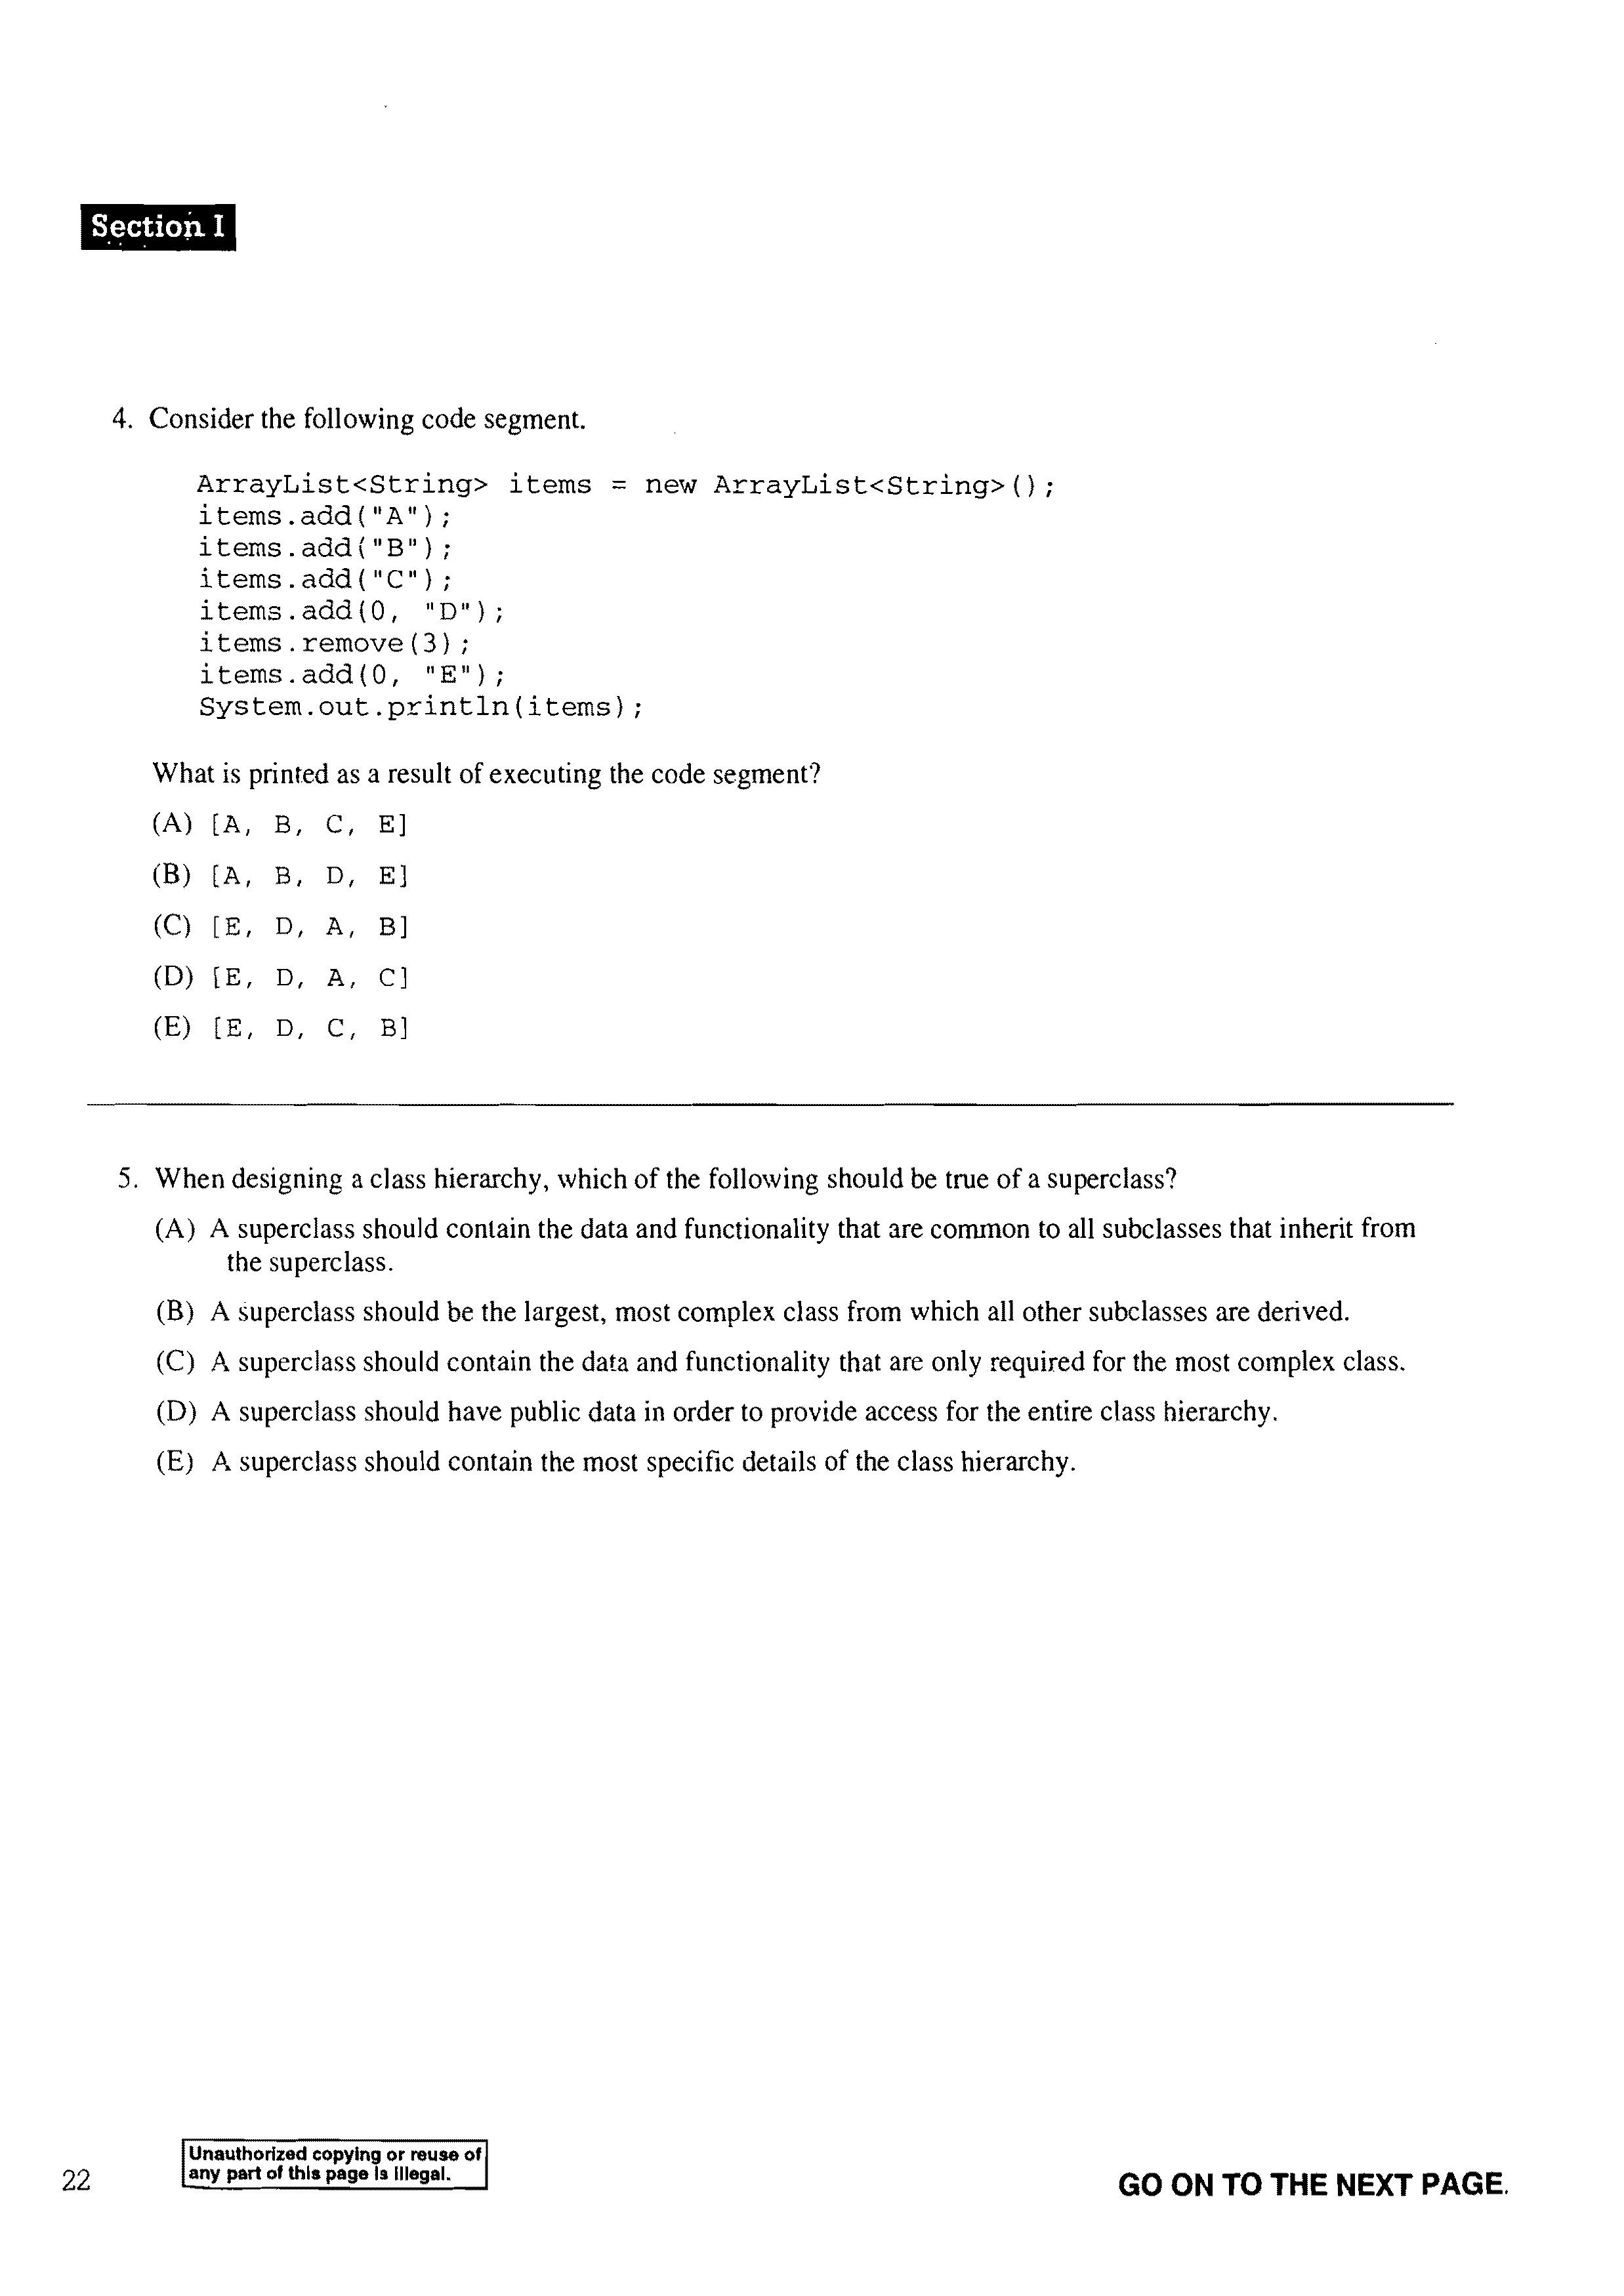 Section I
4. Consider the following code segment.
ArrayList<String> items = new ArrayList<String>();
items.add("A");
items.add("B");
items.add("C");
items.add(0, "D");
items.remove(3);
items.add(0, "E");
System.out.println(items);
What is printed as a result of executing the code segment?
(A) [A, B, C, E]
(B) [A, B, D, E]
(C) [E, D, A, B]
(D) [E, D, A, C]
(E) [E, D, C, B]
5. When designing a class hierarchy, which of the following should be true of a superclass?
(A) A superclass should contain the data and functionality that are common to all subclasses that inherit from
the superclass.
(B) A superclass should be the largest, most complex class from which all other subclasses are derived.
(C) A superclass should contain the data and functionality that are only required for the most complex class.
(D) A superclass should have public data in order to provide access for the entire class hierarchy.
(E) A superclass should contain the most specific details of the class hierarchy.
Unauthorized copying or reuse of
any part of this page is illegal.
22
GO ON TO THE NEXT PAGE.